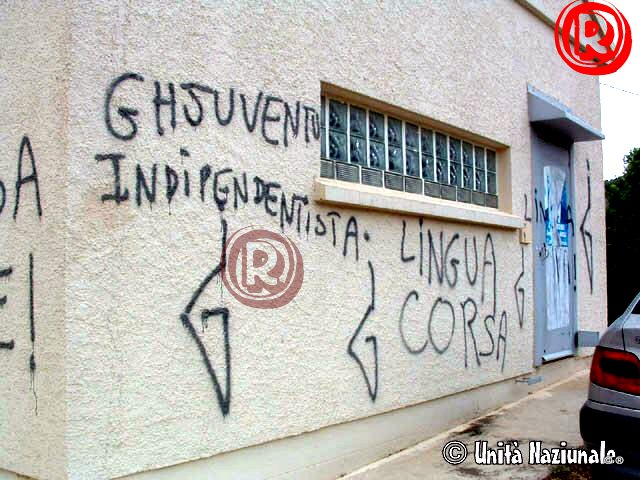 GHJUVENTU
INDIPENDENTISTA.
LINGUA
CORSA
G
G
G
G
R
R
© Unità Naziunale